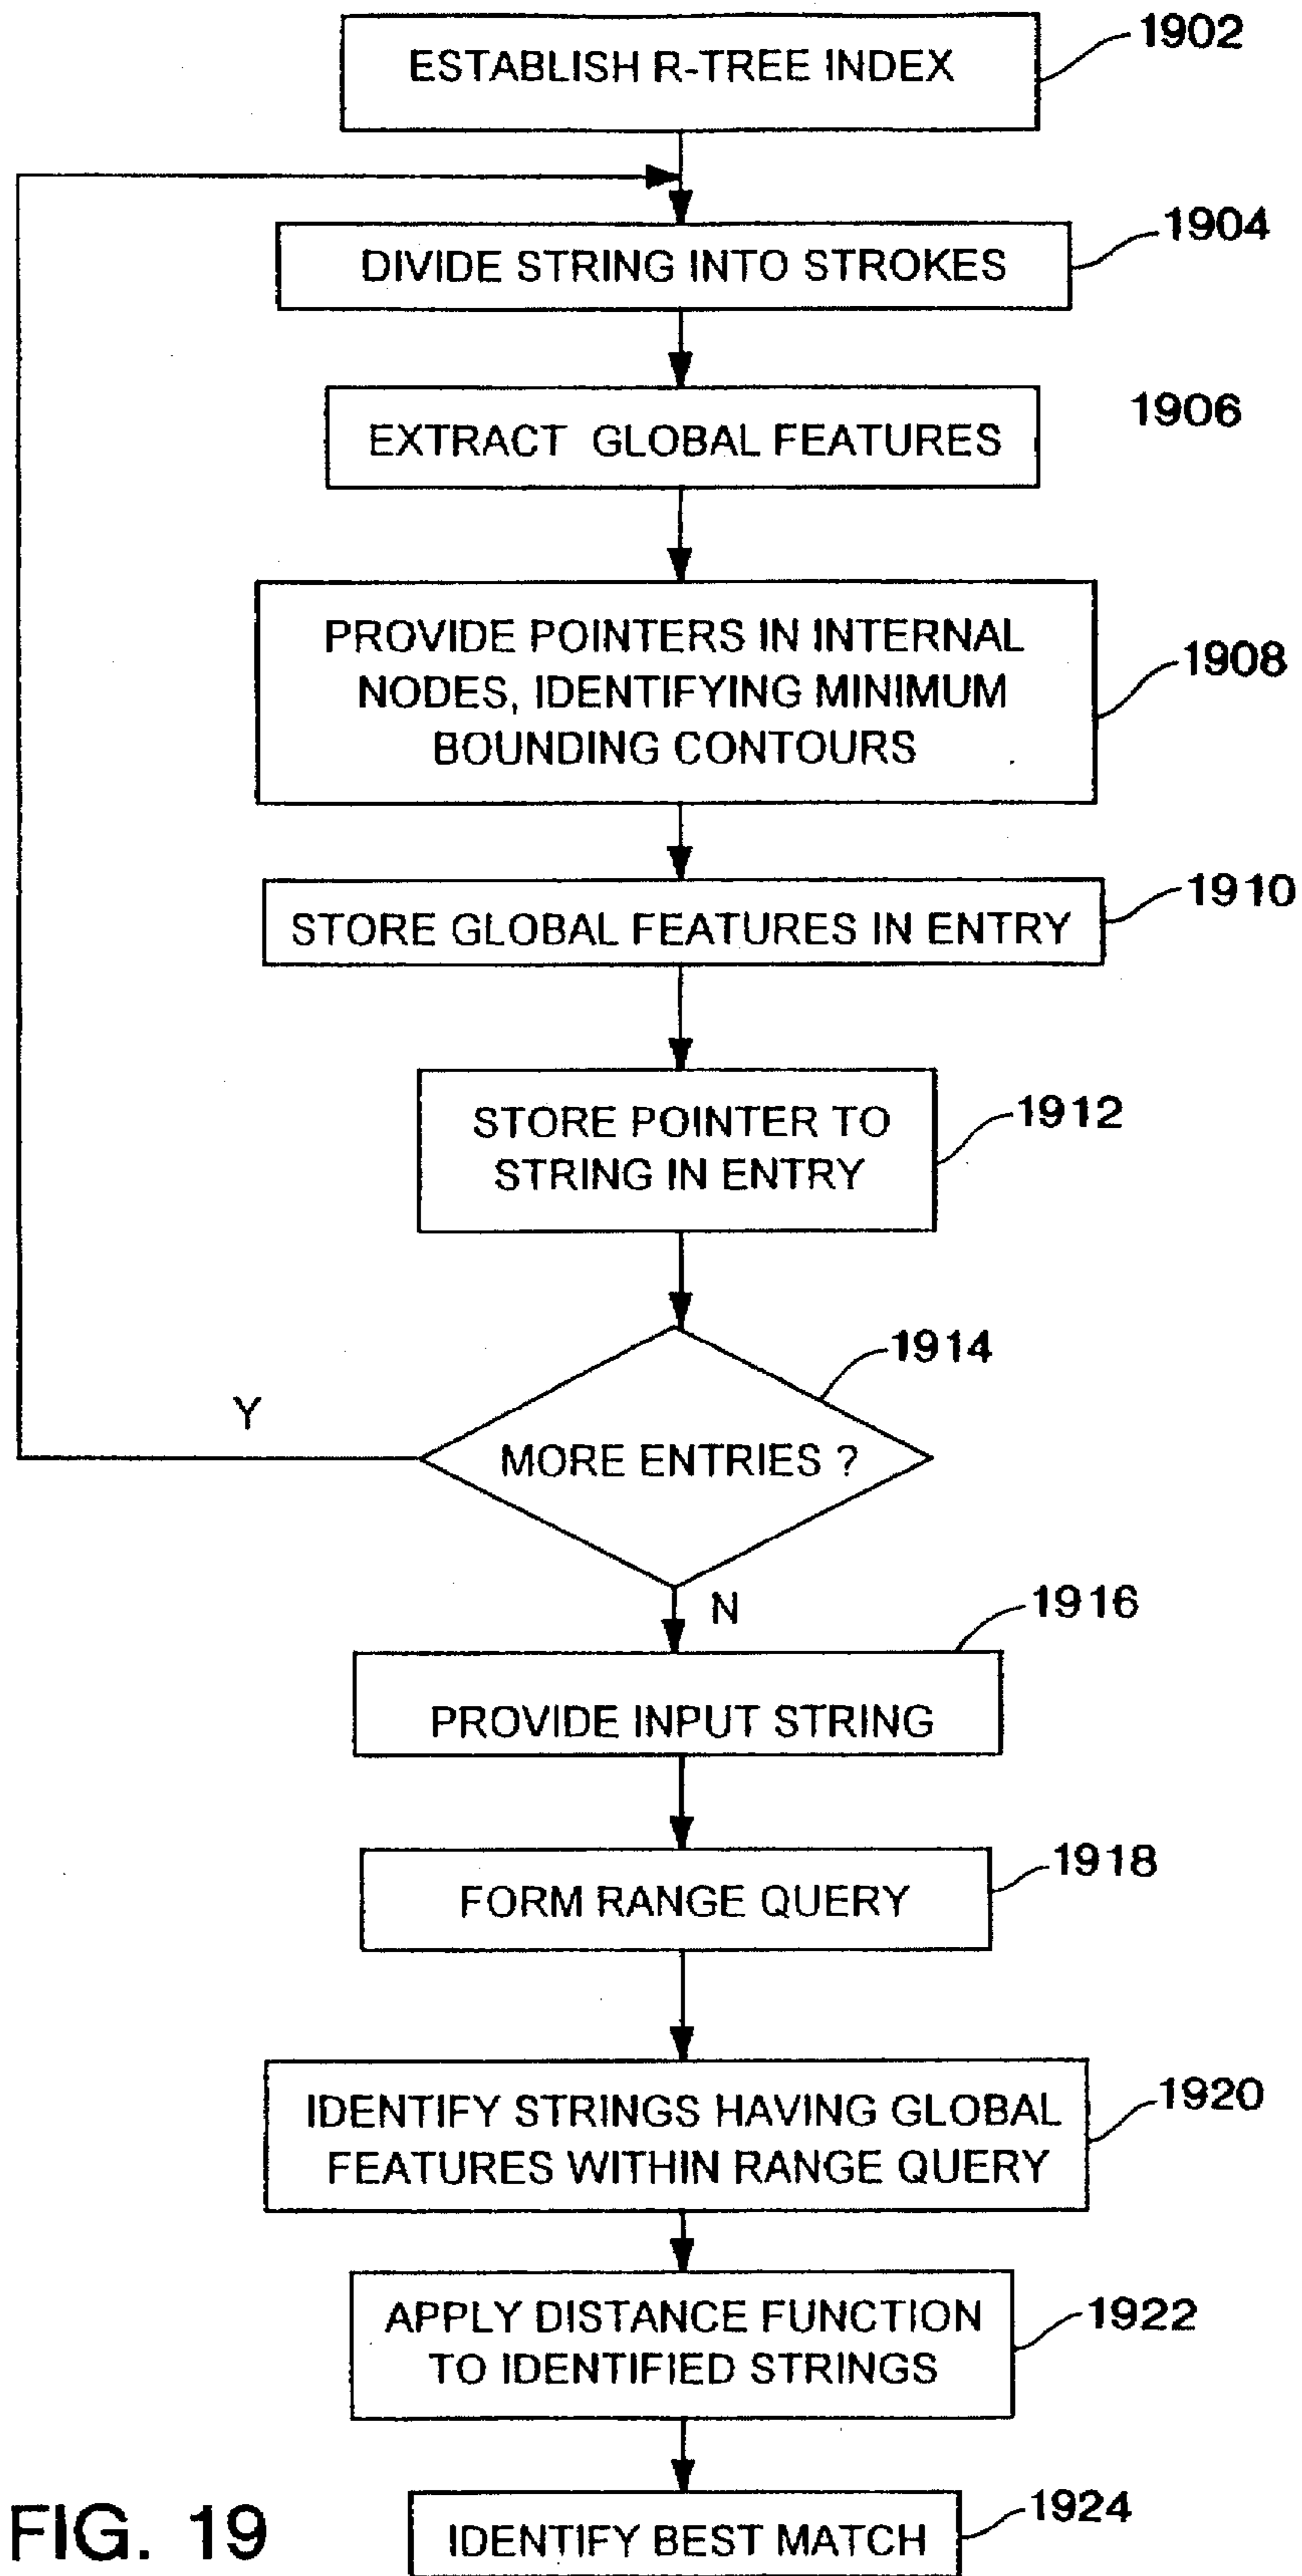 ESTABLISH R-TREE INDEX
1902
DIVIDE STRING INTO STROKES
1904
EXTRACT GLOBAL FEATURES
1906
PROVIDE POINTERS IN INTERNAL
NODES, IDENTIFYING MINIMUM
BOUNDING CONTOURS
1908
STORE GLOBAL FEATURES IN ENTRY
1910
STORE POINTER TO
STRING IN ENTRY
1912
1914
Y
MORE ENTRIES ?
N
1916
PROVIDE INPUT STRING
1918
FORM RANGE QUERY
IDENTIFY STRINGS HAVING GLOBAL
FEATURES WITHIN RANGE QUERY
1920
APPLY DISTANCE FUNCTION
TO IDENTIFIED STRINGS
1922
IDENTIFY BEST MATCH
1924
FIG. 19